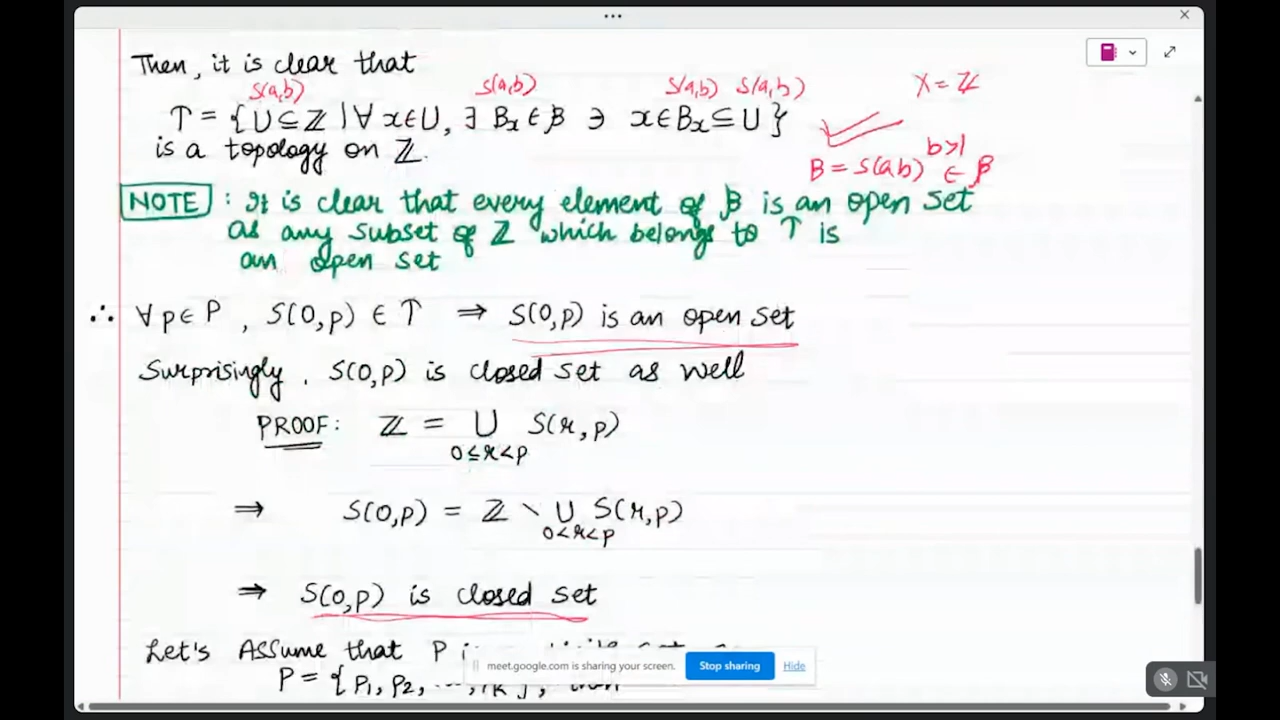 Then, it is clear that
S(a,b) S(a,b) S(a,b) S(a,b) X = ℤ
τ = {U ⊆ ℤ | ∀ x ∈ U, ∃ Bx ∈ β ∋ x ∈ Bx ⊆ U}
is a topology on ℤ.
b>1
B = S(a,b) ∈ β
NOTE : It is clear that every element of β is an open set
as any subset of ℤ which belongs to τ is
an open set
∴ ∀ p ∈ P, S(0,p) ∈ τ ⇒ S(0,p) is an open set
Surprisingly, S(0,p) is closed set as well
PROOF: ℤ = ∪ S(r,p)
0≤r<p
⇒ S(0,p) = ℤ \ ∪ S(r,p)
0<r<p
⇒ S(0,p) is closed set
Let's Assume that P
meet.google.com is sharing your screen. Stop sharing Hide
P = {p1, p2,